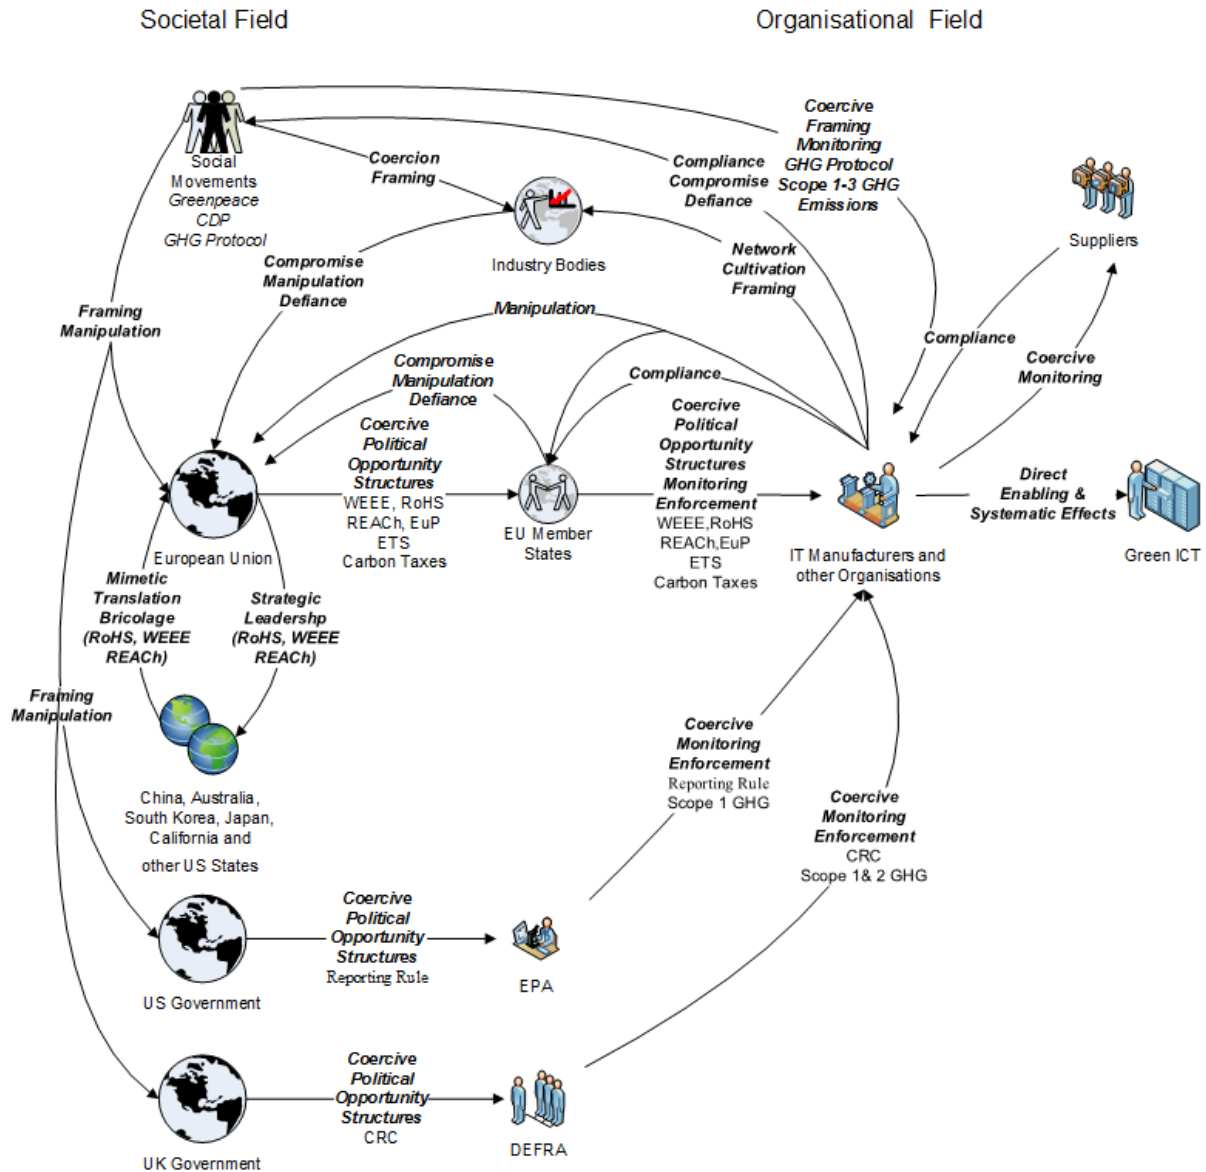 Societal Field
Organisational Field
Social
Movements
Greenpeace
CDP
GHG Protocol
Coercion
Framing
Industry Bodies
Compliance
Compromise
Defiance
Coercive
Framing
Monitoring
GHG Protocol
Scope 1-3 GHG
Emissions
Suppliers
Compromise
Manipulation
Defiance
Network
Cultivation
Framing
Framing
Manipulation
Manipulation
Compliance
Coercive
Monitoring
Compromise
Manipulation
Defiance
Compliance
Coercive
Political
Opportunity
Structures
WEEE, RoHS
REACh, EuP
ETS
Carbon Taxes
Coercive
Political
Opportunity
Structures
Monitoring
Enforcement
WEEE,RoHS
REACh,EuP
ETS
Carbon Taxes
Direct
Enabling &
Systematic Effects
European Union
EU Member
States
IT Manufacturers and
other Organisations
Green ICT
Mimetic
Translation
Bricolage
(RoHS, WEEE
REACh)
Strategic
Leadershp
(RoHS, WEEE
REACh)
Framing
Manipulation
China, Australia,
South Korea, Japan,
California and
other US States
Coercive
Monitoring
Enforcement
Reporting Rule
Scope 1 GHG
Coercive
Monitoring
Enforcement
CRC
Scope 1& 2 GHG
Coercive
Political
Opportunity
Structures
Reporting Rule
US Government
EPA
Coercive
Political
Opportunity
Structures
CRC
UK Government
DEFRA